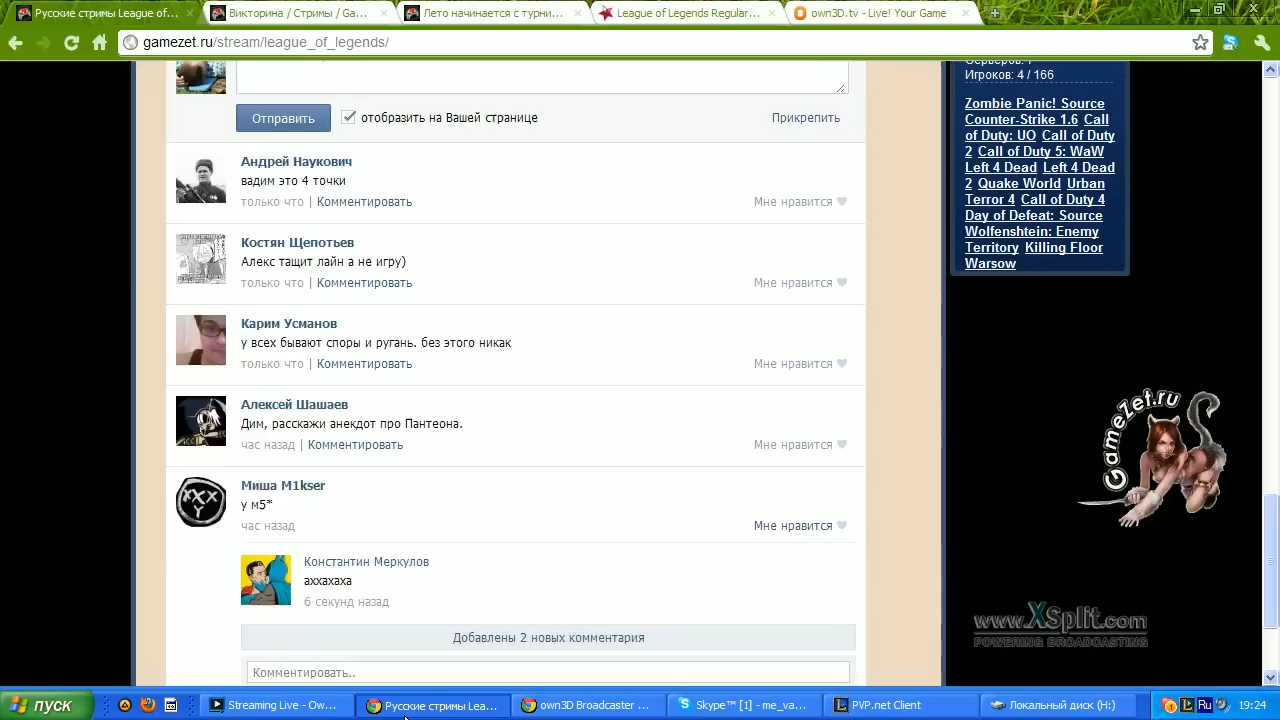 Русские стримы League of
Викторина / Стримы / Ga
Лето начинается с турни
League of Legends Regular
own3D.tv - Live! Your Game
gamezet.ru/stream/league_of_legends/
Отправить
отобразить на Вашей странице
Прикрепить
Андрей Наукович
вадим это 4 точки
только что | Комментировать
Мне нравится
Костян Щепотьев
Алекс тащит лайн а не игру)
только что | Комментировать
Мне нравится
Карим Усманов
у всех бывают споры и ругань. без этого никак
только что | Комментировать
Мне нравится
Алексей Шашаев
Дим, расскажи анекдот про Пантеона.
час назад | Комментировать
Мне нравится
Миша M1kser
у м5*
час назад
Мне нравится
Константин Меркулов
аххахаха
6 секунд назад
Добавлены 2 новых комментария
Комментировать..
Игроков: 4 / 166
Zombie Panic! Source
Counter-Strike 1.6 Call
of Duty: UO Call of Duty
2 Call of Duty 5: WaW
Left 4 Dead Left 4 Dead
2 Quake World Urban
Terror 4 Call of Duty 4
Day of Defeat: Source
Wolfenshtein: Enemy
Territory Killing Floor
Warsow
GameZet.ru
www.XSplit.com
POWERING BROADCASTING
пуск
Streaming Live - Ow...
Русские стримы Lea...
own3D Broadcaster ...
Skype™ [1] - me_va...
PVP.net Client
Локальный диск (H:)
Ru
19:24